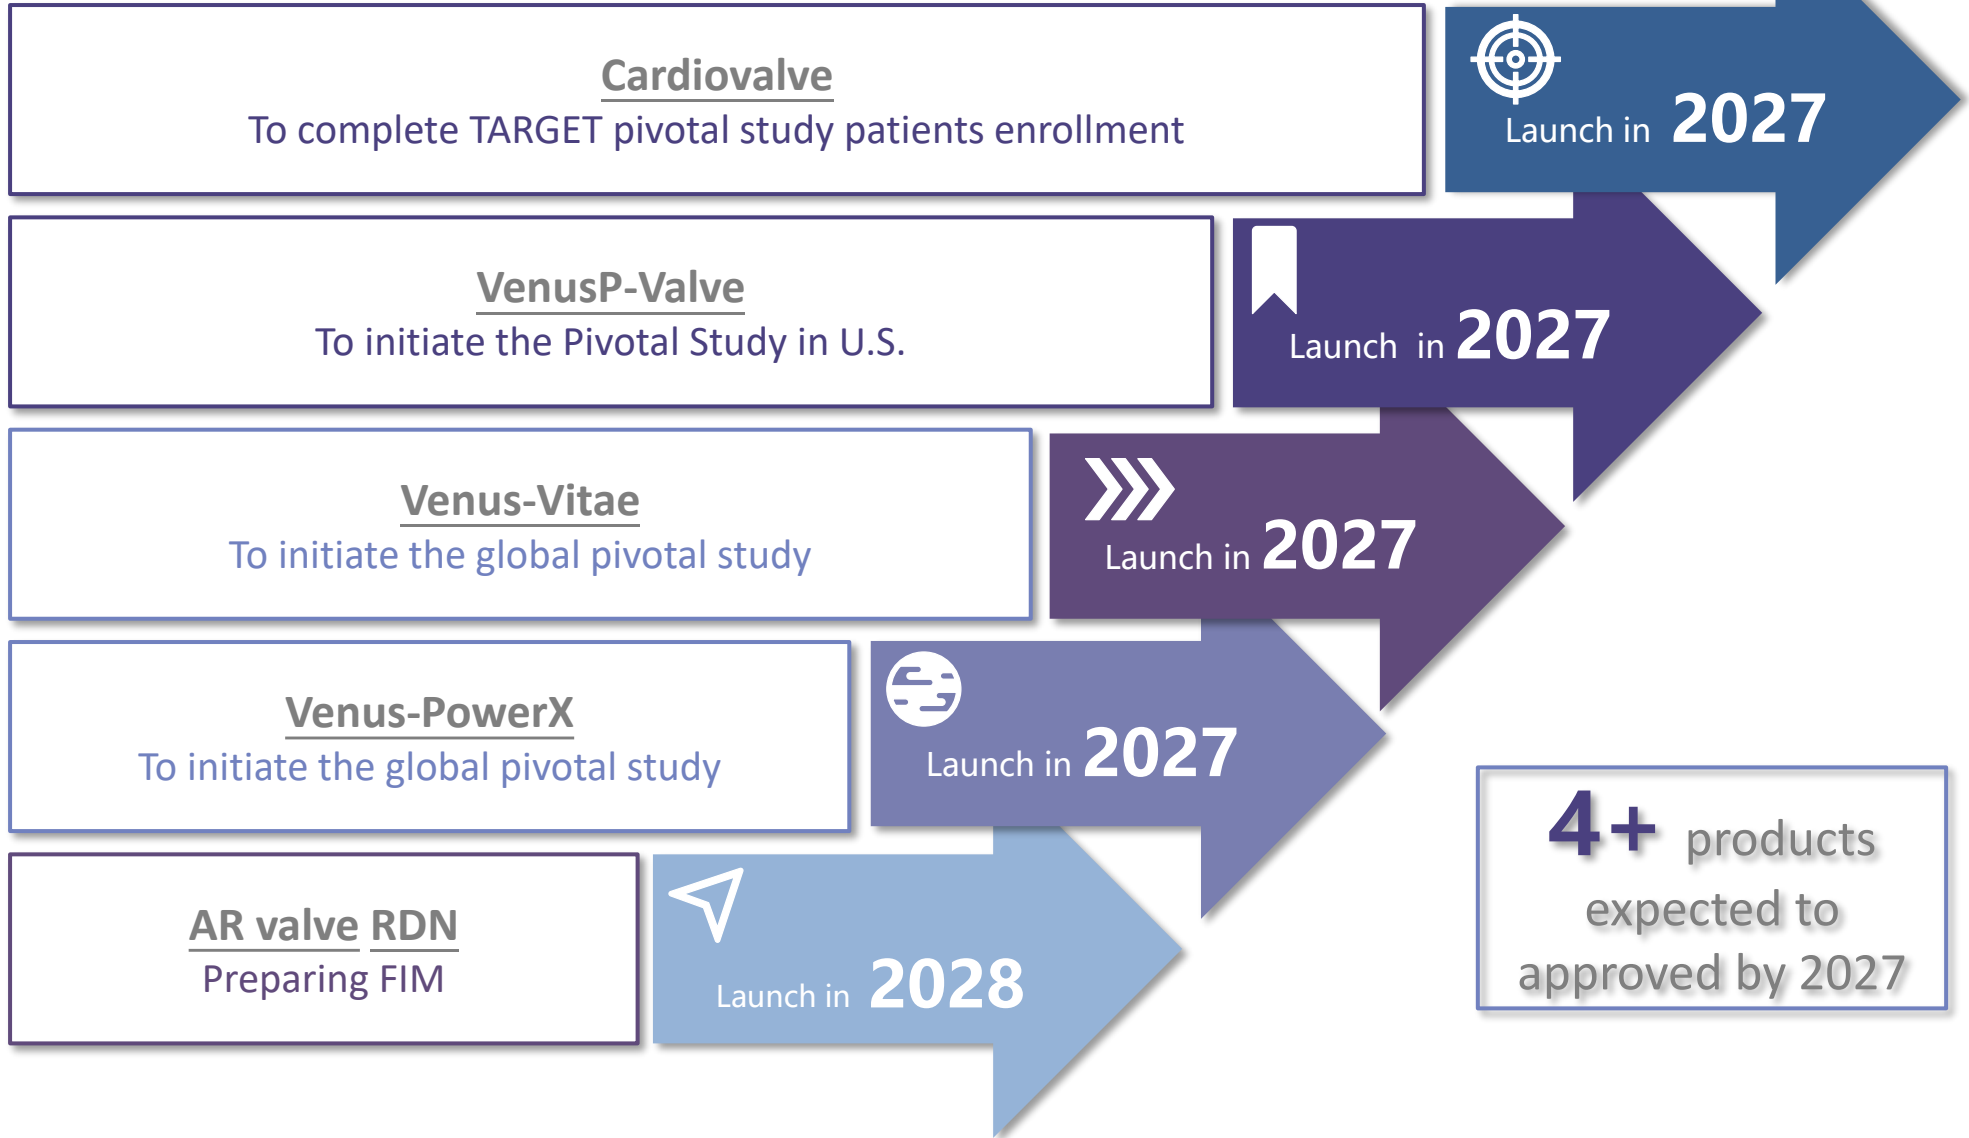 Cardiovalve
To complete TARGET pivotal study patients enrollment
Launch in 2027
VenusP-Valve
To initiate the Pivotal Study in U.S.
Launch in 2027
Venus-Vitae
To initiate the global pivotal study
Launch in 2027
Venus-PowerX
To initiate the global pivotal study
Launch in 2027
AR valve RDN
Preparing FIM
Launch in 2028
4+ products
expected to
approved by 2027